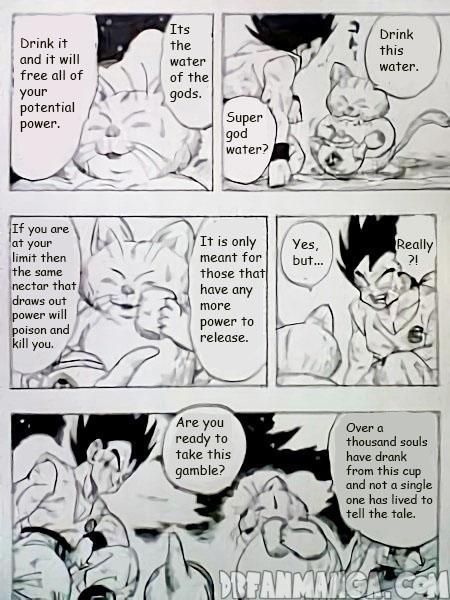 Drink
this
water.
Super
god
water?
Its
the
water
of the
gods.
Drink it
and it will
free all of
your
potential
power.
Really
?!
Yes,
but...
It is only
meant for
those that
have any
more
power to
release.
If you are
at your
limit then
the same
nectar that
draws out
power will
poison and
kill you.
Over a
thousand souls
have drank
from this cup
and not a single
one has lived to
tell the tale.
Are you
ready to
take this
gamble?
DBFANMANGA.COM